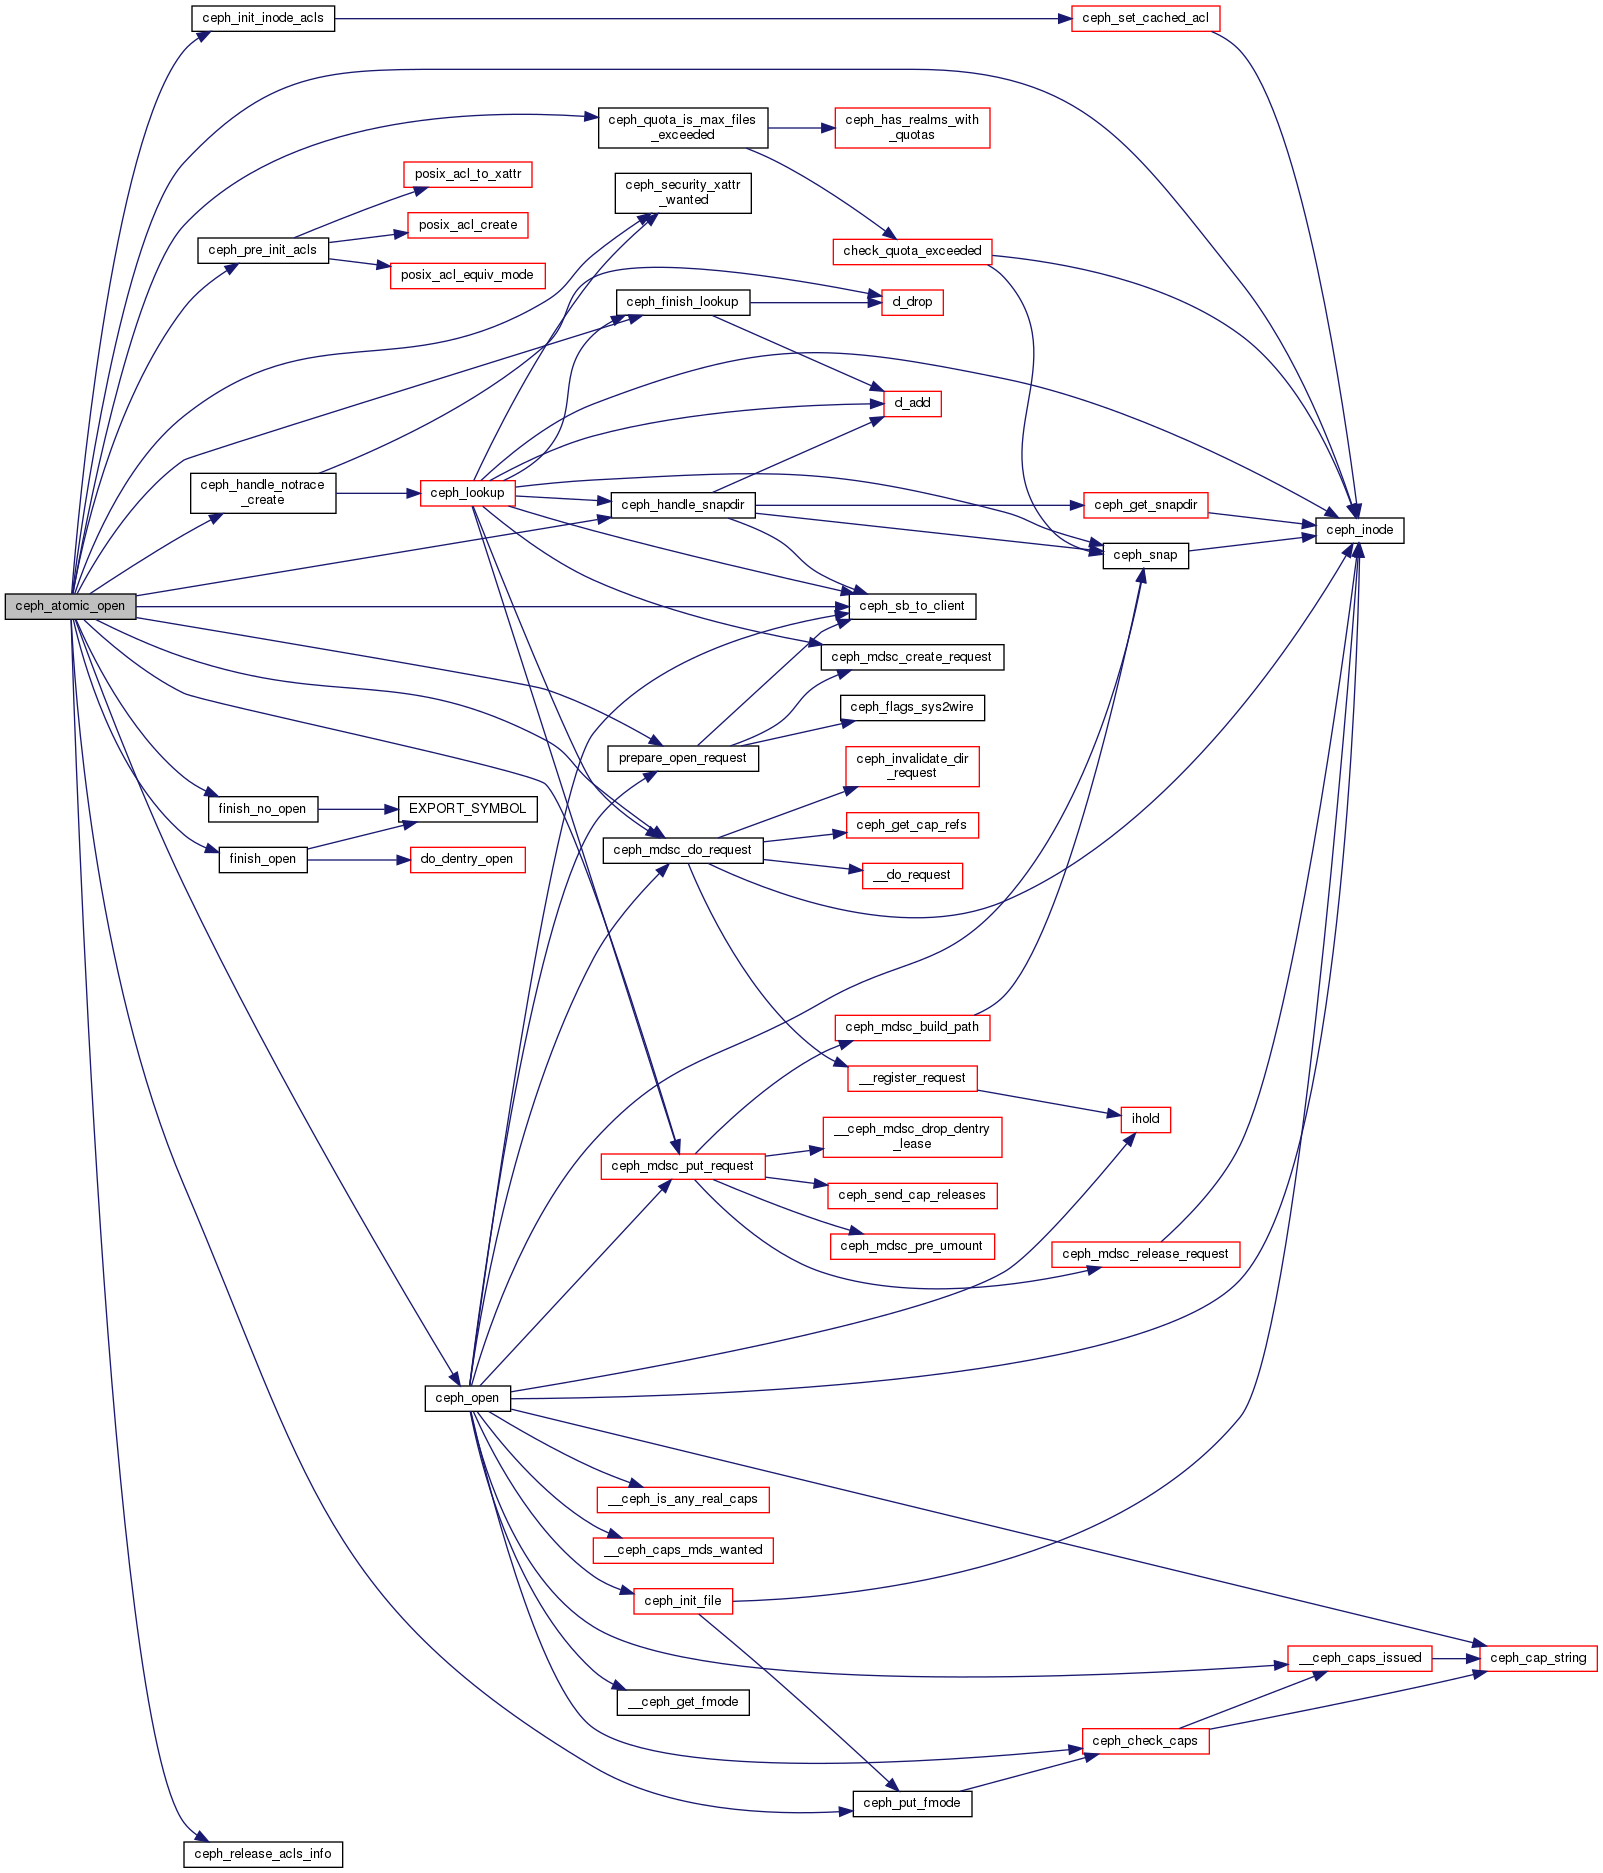 ceph_init_inode_acls
ceph_set_cached_acl
ceph_quota_is_max_files
_exceeded
ceph_has_realms_with
_quotas
posix_acl_to_xattr
ceph_security_xattr
_wanted
posix_acl_create
ceph_pre_init_acls
check_quota_exceeded
posix_acl_equiv_mode
ceph_finish_lookup
d_drop
d_add
ceph_handle_notrace
_create
ceph_lookup
ceph_handle_snapdir
ceph_get_snapdir
ceph_inode
ceph_snap
ceph_atomic_open
ceph_sb_to_client
ceph_mdsc_create_request
ceph_flags_sys2wire
prepare_open_request
ceph_invalidate_dir
_request
finish_no_open
EXPORT_SYMBOL
ceph_get_cap_refs
ceph_mdsc_do_request
finish_open
do_dentry_open
__do_request
ceph_mdsc_build_path
__register_request
ihold
__ceph_mdsc_drop_dentry
_lease
ceph_mdsc_put_request
ceph_send_cap_releases
ceph_mdsc_pre_umount
ceph_mdsc_release_request
ceph_open
__ceph_is_any_real_caps
__ceph_caps_mds_wanted
ceph_init_file
__ceph_caps_issued
ceph_cap_string
__ceph_get_fmode
ceph_check_caps
ceph_put_fmode
ceph_release_acls_info